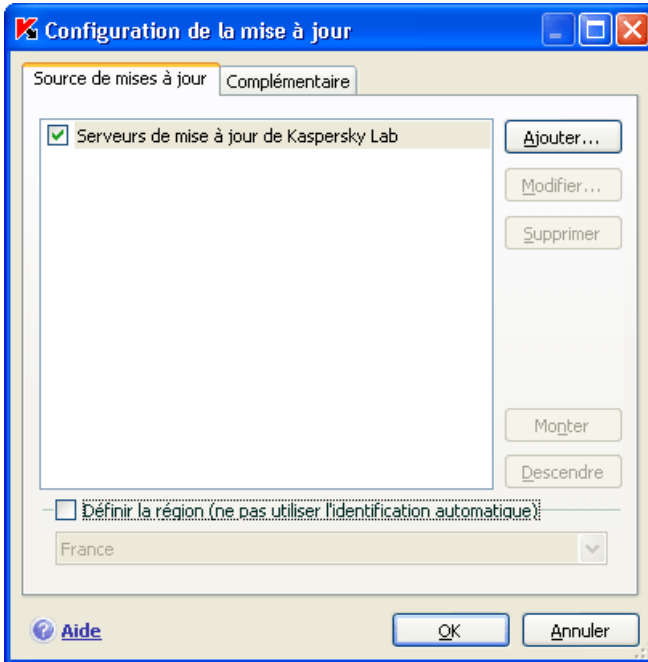 Configuration de la mise à jour
Source de mises à jour
Complémentaire
Serveurs de mise à jour de Kaspersky Lab
Ajouter...
Modifier...
Supprimer
Monter
Descendre
Définir la région (ne pas utiliser l'identification automatique)
France
Aide
OK
Annuler